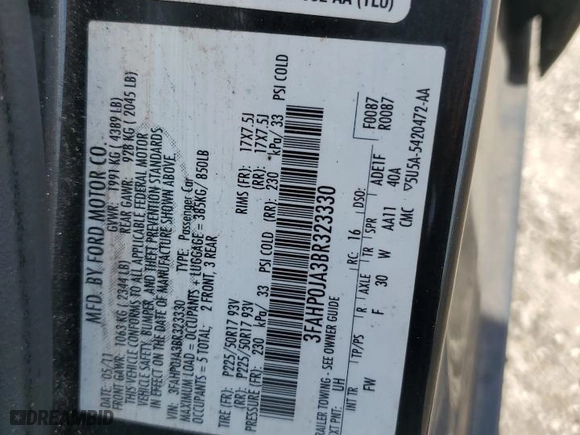 AA (YLU)
MFD. BY FORD MOTOR CO.
05/11 GVWR: 1991 KG ( 4389 LB)
FRONT GAWR: 1063 KG ( 2344 LB) REAR GAWR: 928 KG ( 2045 LB)
THIS VEHICLE CONFORMS TO ALL APPLICABLE FEDERAL MOTOR
VEHICLE SAFETY, BUMPER, AND THEFT PREVENTION STANDARDS
IN EFFECT ON THE DATE OF MANUFACTURE SHOWN ABOVE.
VIN: 3FAHP0JA3BR323330 TYPE: Passenger Car
MAXIMUM LOAD= OCCUPANTS + LUGGAGE = 385KG/ 850LB
OCCUPANTS = 5 TOTAL: 2 FRONT, 3 REAR
TIRE (FR): P225/50R17 93V RIMS (FR): 17X7.5J
TIRE (RR): P225/50R17 93V (RR): 17X7.5J
PRESSURE (FR): 230 kPa/ 33 PSI COLD (RR): 230 kPa/ 33 PSI COLD
3FAHP0JA3BR323330
TRAILER TOWING - SEE OWNER GUIDE F0087
EXT PNT: UH RC: 16 DSO: R0087
TP/PS R AXLE TR SPR ADE1F
FW F 30 W AA11 40A
CMC 5U5A-5420472-AA
DREAMBID